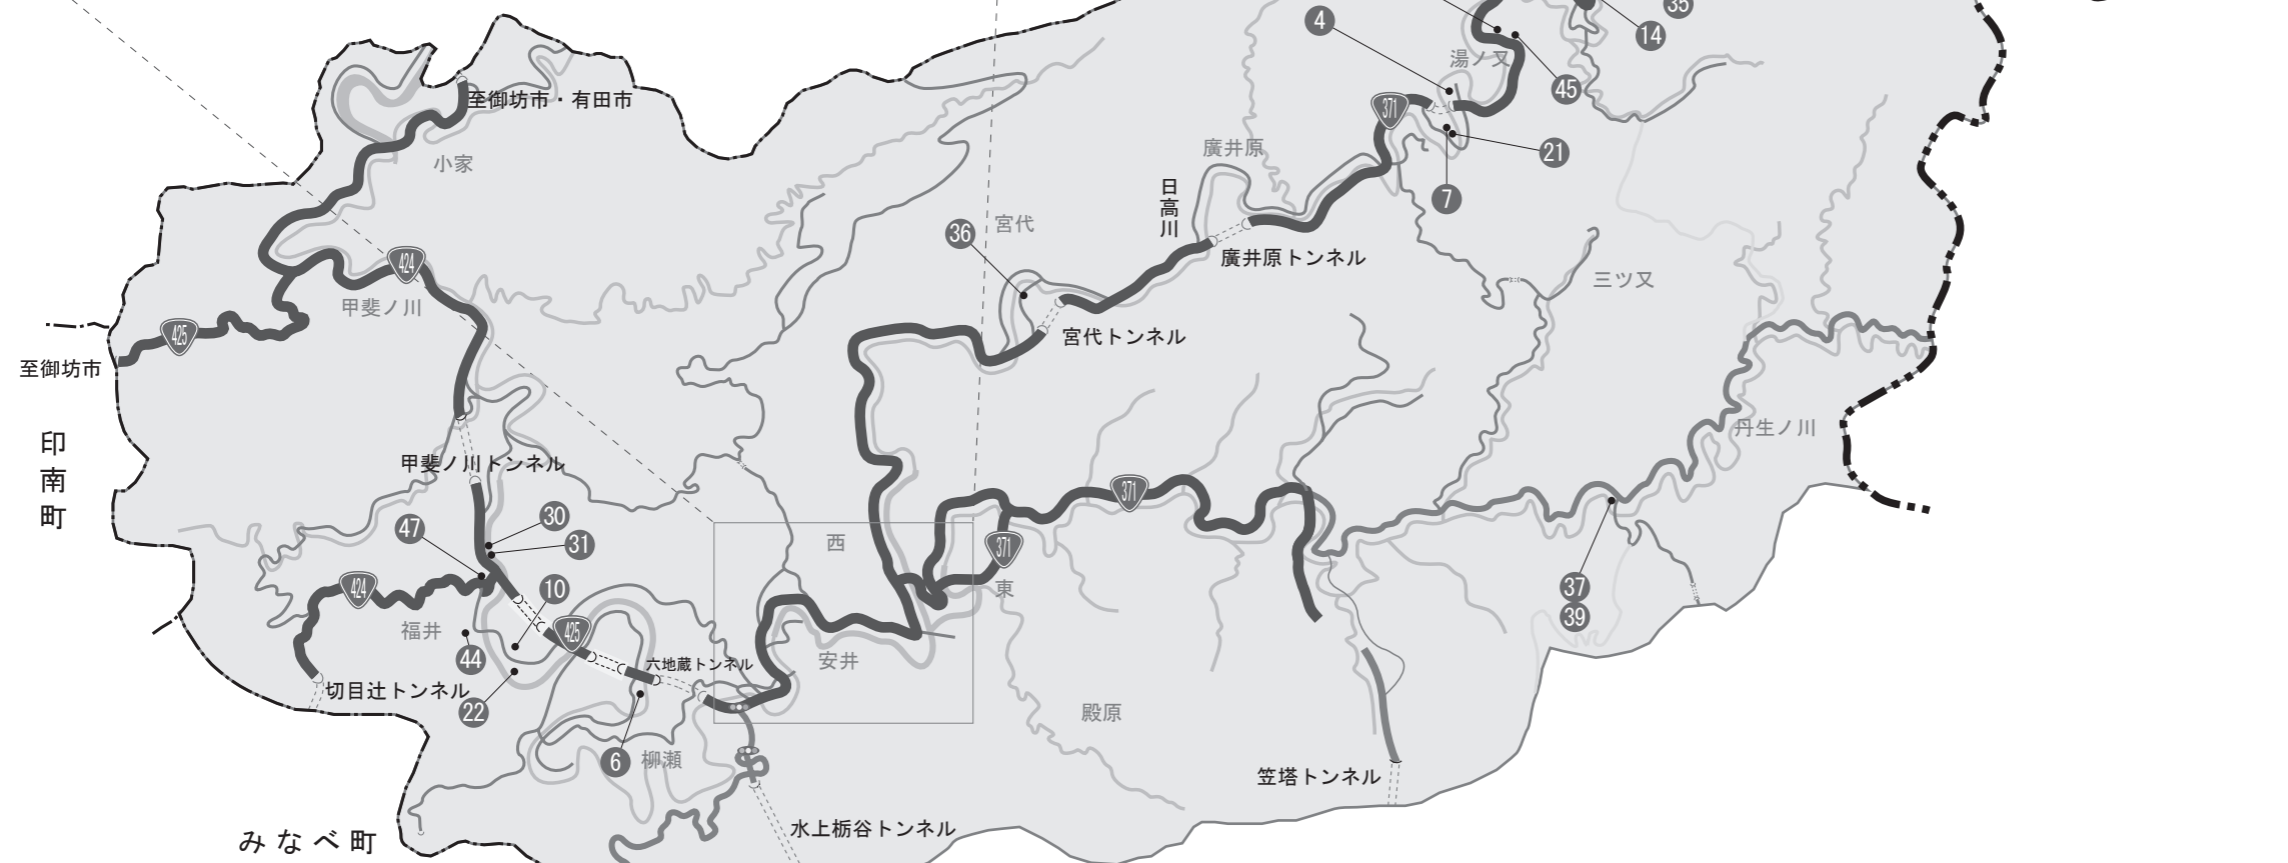 35
4
14
湯ノ又
至御坊市・有田市
45
371
小家
廣井原
21
日高川
7
宮代
36
424
廣井原トンネル
三ツ又
甲斐ノ川
425
宮代トンネル
至御坊市
丹生ノ川
印南町
甲斐ノ川トンネル
371
30
47
31
西
371
424
10
東
37
39
福井
425
44
六地蔵トンネル
安井
切目辻トンネル
22
殿原
6
柳瀬
笠塔トンネル
水上栃谷トンネル
みなべ町